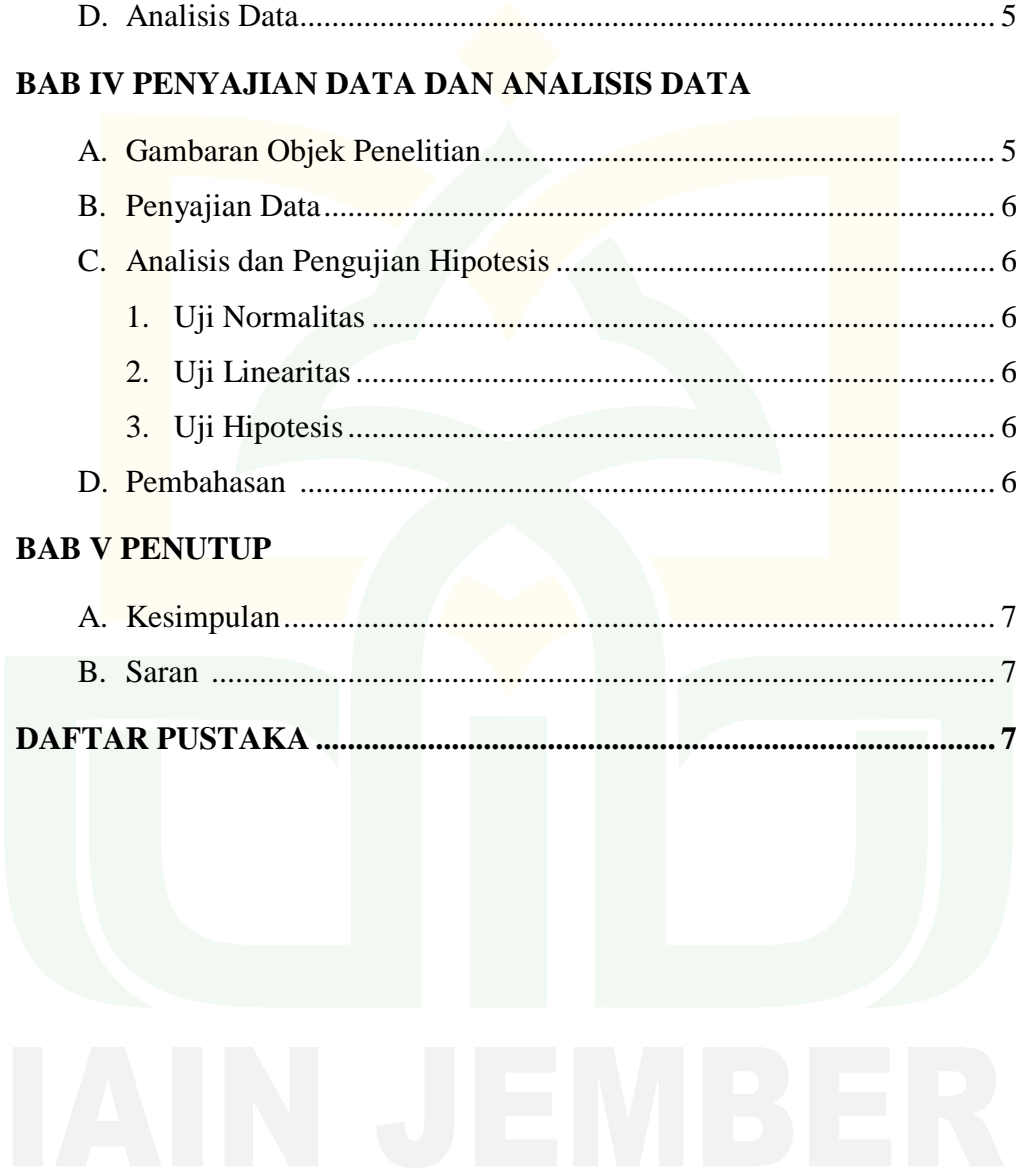 D. Analisis Data.......................................................................................... 5
BAB IV PENYAJIAN DATA DAN ANALISIS DATA
A. Gambaran Objek Penelitian.................................................................. 5
B. Penyajian Data....................................................................................... 6
C. Analisis dan Pengujian Hipotesis ......................................................... 6
1. Uji Normalitas ................................................................................ 6
2. Uji Linearitas .................................................................................. 6
3. Uji Hipotesis ................................................................................... 6
D. Pembahasan .......................................................................................... 6
BAB V PENUTUP
A. Kesimpulan............................................................................................ 7
B. Saran ..................................................................................................... 7
DAFTAR PUSTAKA ...................................................................................... 7
IAIN JEMBER